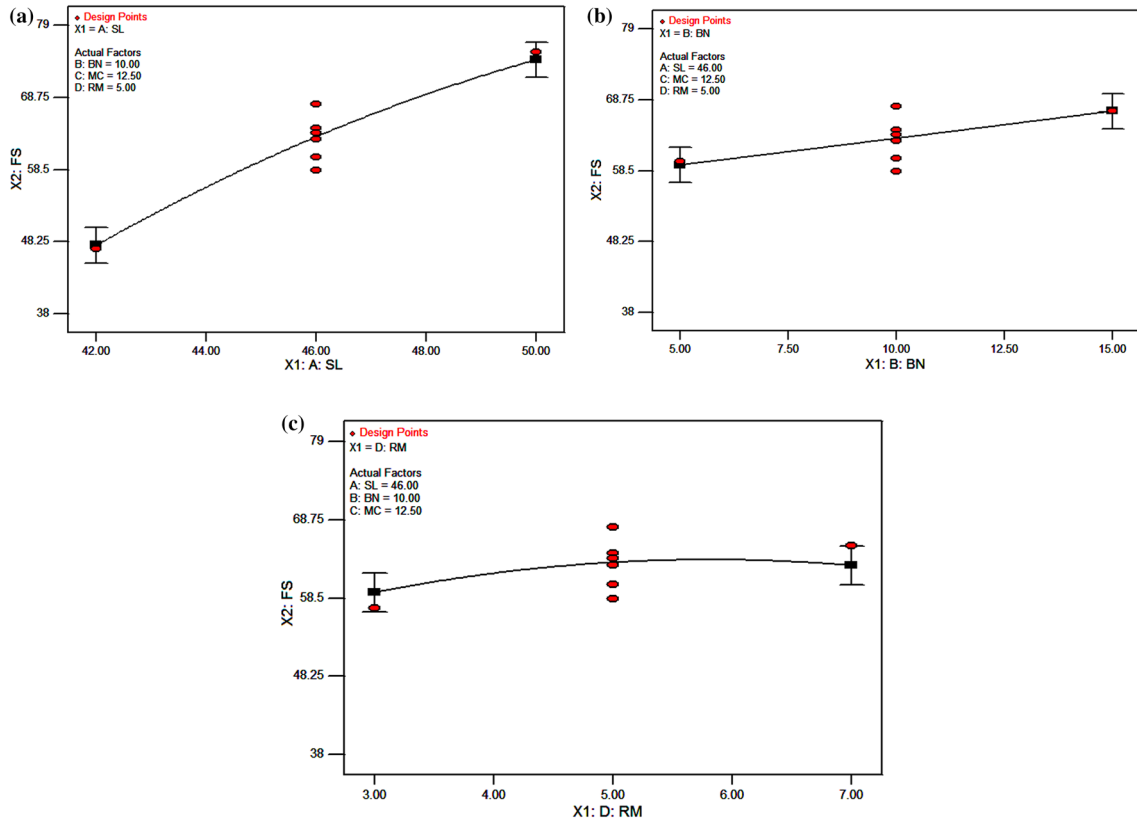 (a)
Design Points
X1 = A: SL
Actual Factors
B: BN = 10.00
C: MC = 12.50
D: RM = 5.00
79
68.75
58.5
48.25
38
X2: FS
42.00 44.00 46.00 48.00 50.00
X1: A: SL
(b)
Design Points
X1 = B: BN
Actual Factors
A: SL = 46.00
C: MC = 12.50
D: RM = 5.00
79
68.75
58.5
48.25
38
X2: FS
5.00 7.50 10.00 12.50 15.00
X1: B: BN
(c)
Design Points
X1 = D: RM
Actual Factors
A: SL = 46.00
B: BN = 10.00
C: MC = 12.50
79
68.75
58.5
48.25
38
X2: FS
3.00 4.00 5.00 6.00 7.00
X1: D: RM